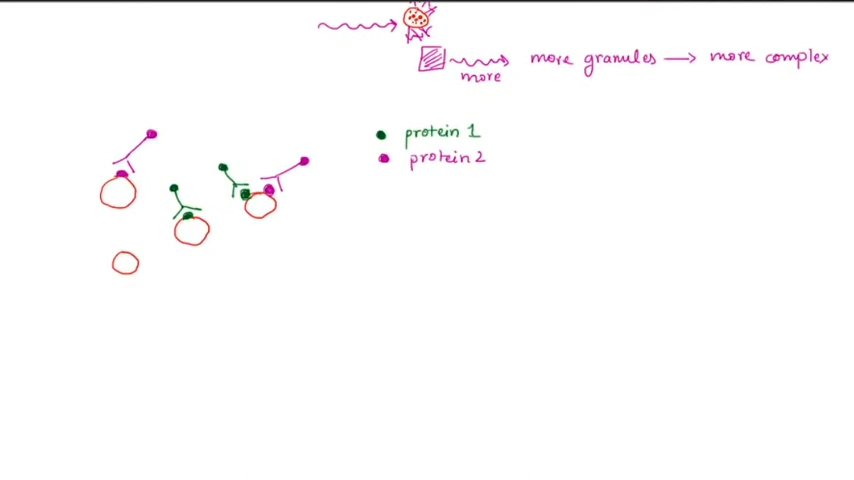 more granules → more complex
more
protein 1
protein 2